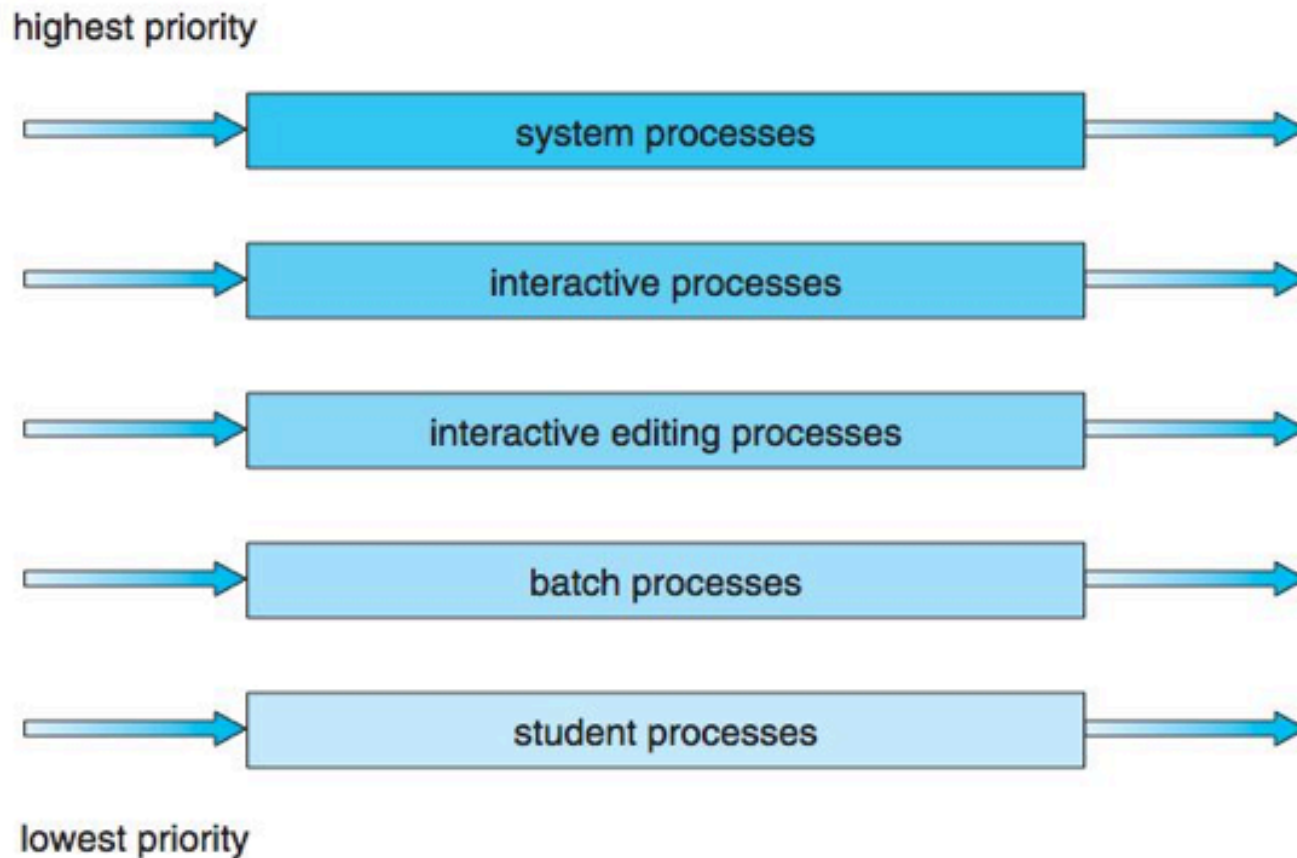 highest priority
system processes
interactive processes
interactive editing processes
batch processes
student processes
lowest priority